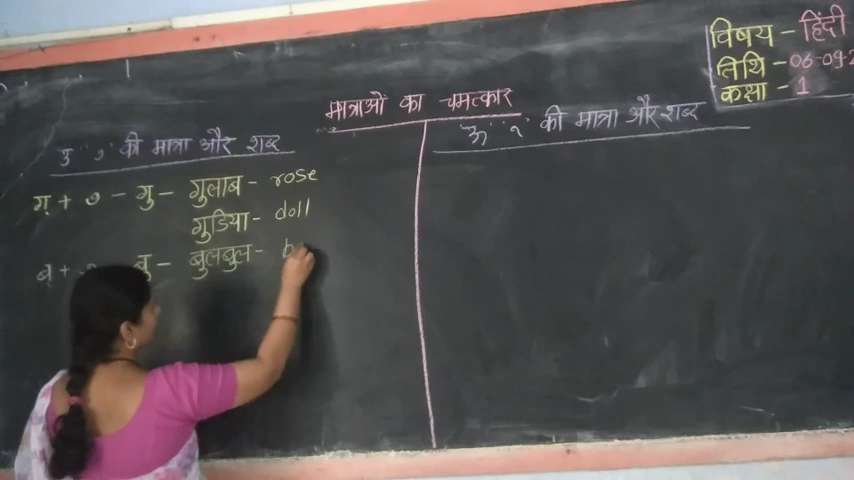 विषय - हिंदी
तिथि - 06-09-2
कक्षा - 1
मात्राओं का चमत्कार
उ " ु " की मात्रा और शब्द
ग् + ु - गु - गुलाब - rose
गुडिया - doll
ब् + ु - बु - बुलबुल - b
ऊ " ू " की मात्रा और शब्द